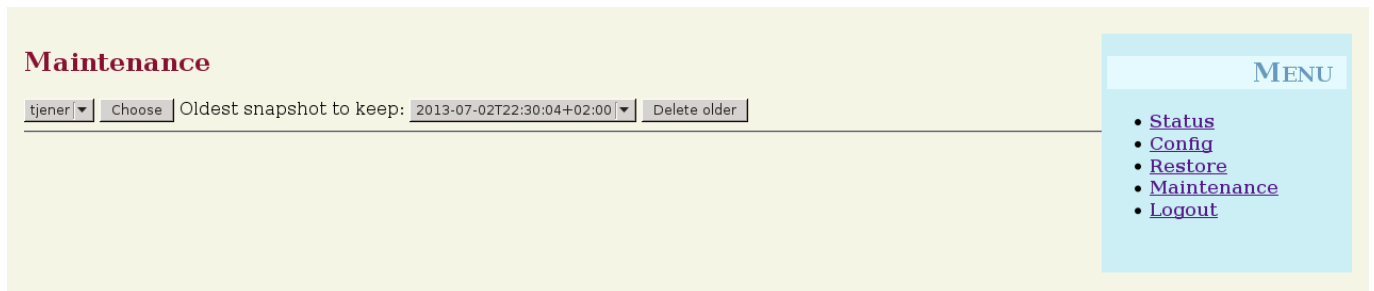 Maintenance
tjener Choose Oldest snapshot to keep: 2013-07-02T22:30:04+02:00 Delete older
MENU
Status
Config
Restore
Maintenance
Logout